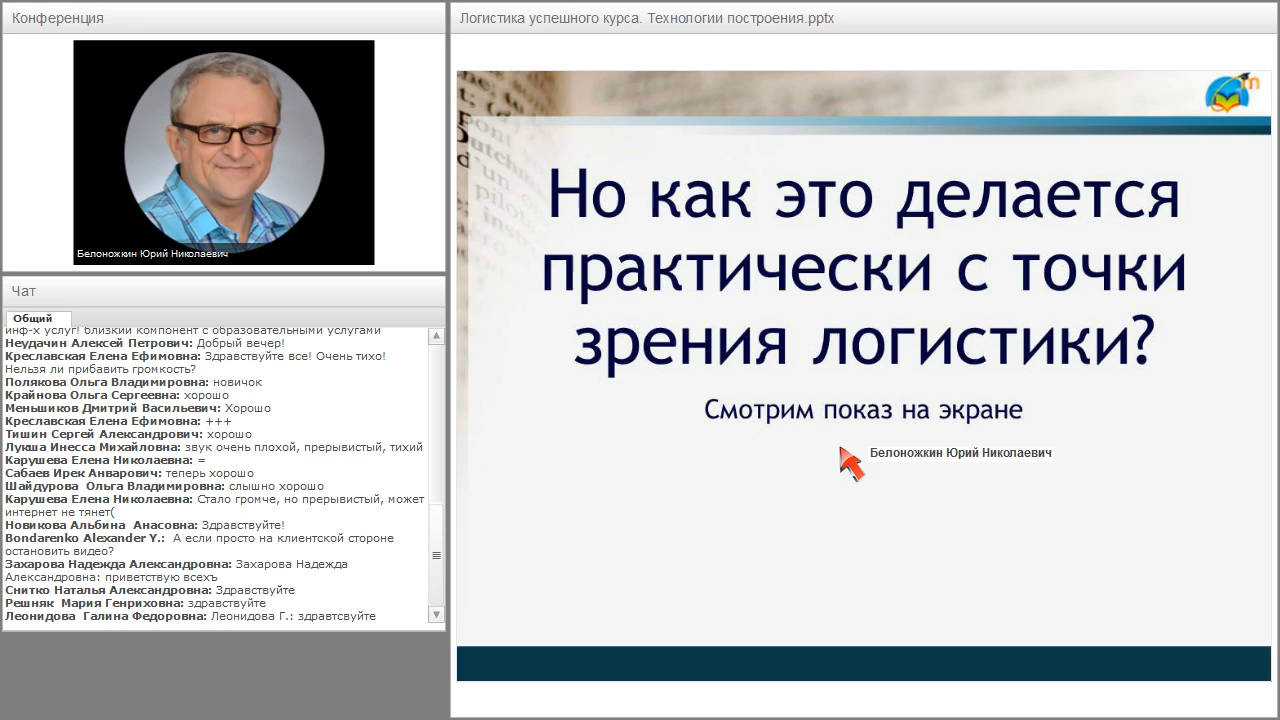 Конференция
Белоножкин Юрий Николаевич
Чат
Общий
инф-х услуг! близкий компонент с образовательными услугами
Неудачин Алексей Петрович: Добрый вечер!
Креславская Елена Ефимовна: Здравствуйте все! Очень тихо!
Нельзя ли прибавить громкость?
Полякова Ольга Владимировна: новичок
Крайнова Ольга Сергеевна: хорошо
Меньшиков Дмитрий Васильевич: Хорошо
Креславская Елена Ефимовна: +++
Тишин Сергей Александрович: хорошо
Лукша Инесса Михайловна: звук очень плохой, прерывистый, тихий
Карушева Елена Николаевна: =
Сабаев Ирек Анварович: теперь хорошо
Шайдурова  Ольга Владимировна: слышно хорошо
Карушева Елена Николаевна: Стало громче, но прерывистый, может
интернет не тянет(
Новикова Альбина  Анасовна: Здравствуйте!
Bondarenko Alexander Y.:  А если просто на клиентской стороне
остановить видео?
Захарова Надежда Александровна: Захарова Надежда
Александровна: приветствую всехъ
Снитко Наталья Александровна: Здравствуйте
Решняк  Мария Генриховна: здравствуйте
Леонидова  Галина Федоровна: Леонидова Г.: здравтсвуйте
Логистика успешного курса. Технологии построения.pptx
Но как это делается
практически с точки
зрения логистики?
Смотрим показ на экране
Белоножкин Юрий Николаевич